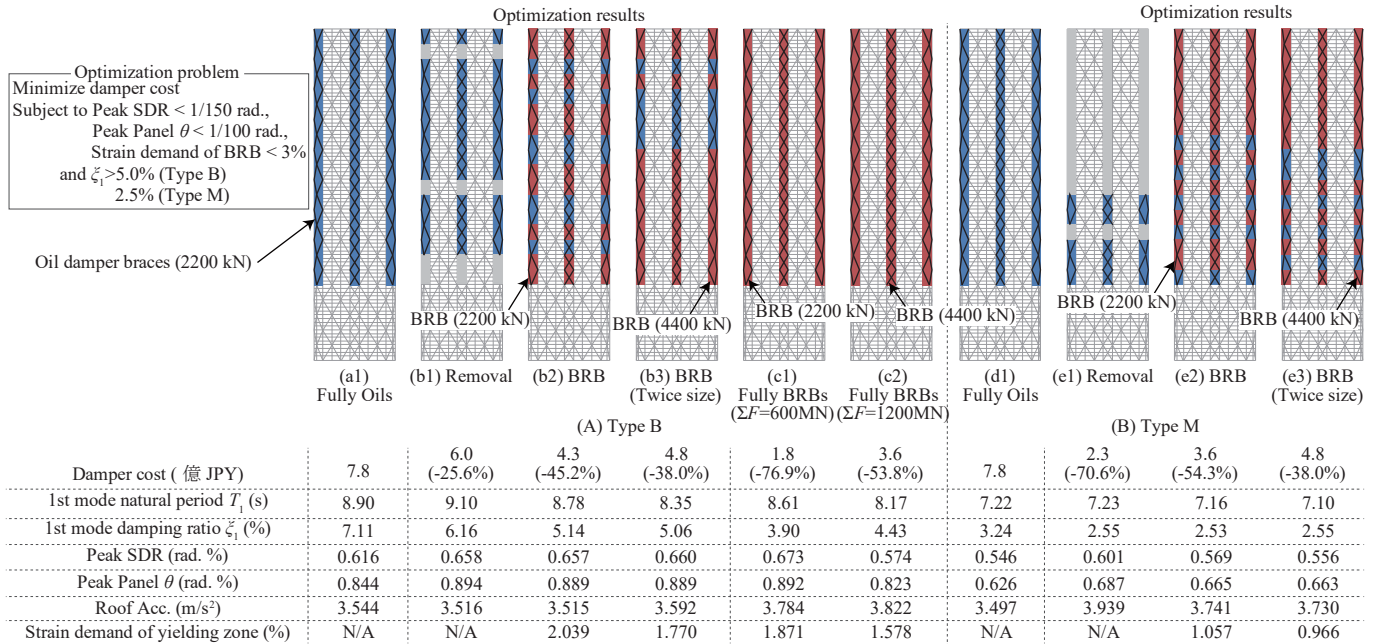 Optimization results
Optimization results
Optimization problem
Minimize damper cost
Subject to Peak SDR < 1/150 rad.,
Peak Panel θ < 1/100 rad.,
Strain demand of BRB < 3%
and ξ₁>5.0% (Type B)
2.5% (Type M)
Oil damper braces (2200 kN)
BRB (2200 kN)
BRB (4400 kN)
BRB (2200 kN)
BRB (4400 kN)
BRB (2200 kN)
BRB (4400 kN)
(a1) Fully Oils
(b1) Removal
(b2) BRB
(b3) BRB (Twice size)
(c1) Fully BRBs (ΣF=600MN)
(c2) Fully BRBs (ΣF=1200MN)
(d1) Fully Oils
(e1) Removal
(e2) BRB
(e3) BRB (Twice size)
(A) Type B
(B) Type M
Damper cost ( 億 JPY) 7.8 6.0 (-25.6%) 4.3 (-45.2%) 4.8 (-38.0%) 1.8 (-76.9%) 3.6 (-53.8%) 7.8 2.3 (-70.6%) 3.6 (-54.3%) 4.8 (-38.0%)
1st mode natural period T₁ (s) 8.90 9.10 8.78 8.35 8.61 8.17 7.22 7.23 7.16 7.10
1st mode damping ratio ξ₁ (%) 7.11 6.16 5.14 5.06 3.90 4.43 3.24 2.55 2.53 2.55
Peak SDR (rad. %) 0.616 0.658 0.657 0.660 0.673 0.574 0.546 0.601 0.569 0.556
Peak Panel θ (rad. %) 0.844 0.894 0.889 0.889 0.892 0.823 0.626 0.687 0.665 0.663
Roof Acc. (m/s²) 3.544 3.516 3.515 3.592 3.784 3.822 3.497 3.939 3.741 3.730
Strain demand of yielding zone (%) N/A N/A 2.039 1.770 1.871 1.578 N/A N/A 1.057 0.966